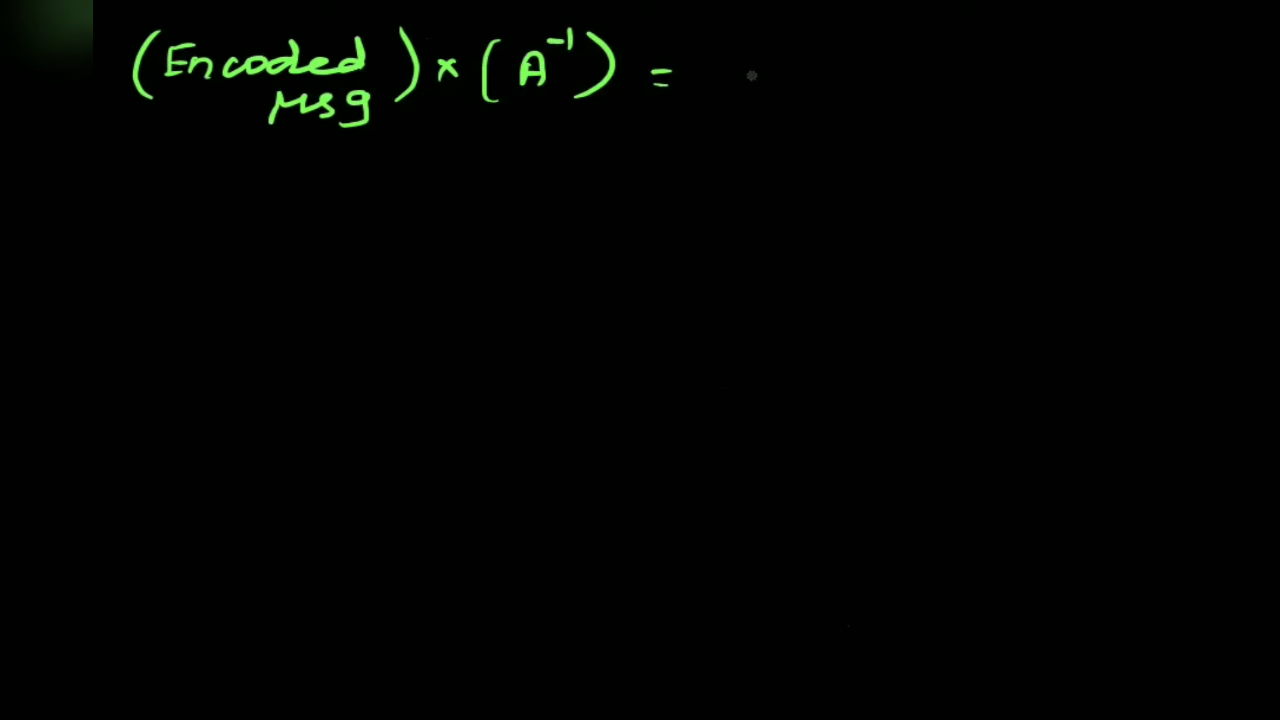 (Encoded msg) × (A⁻¹) =